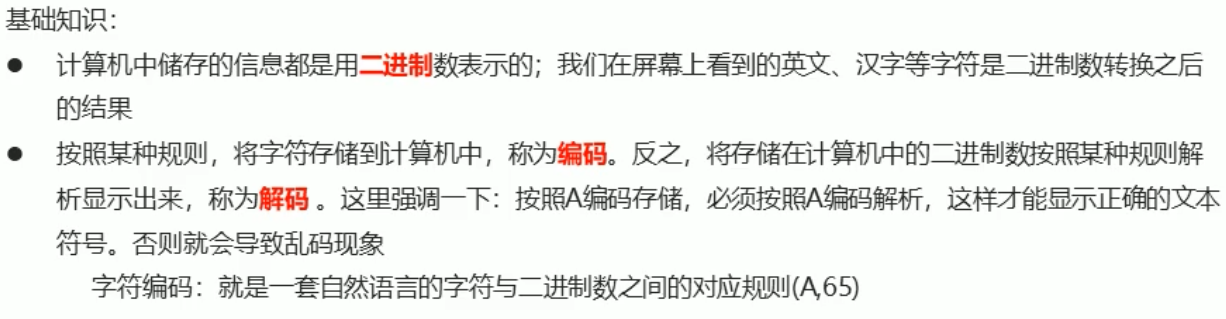 基础知识：
● 计算机中储存的信息都是用二进制数表示的；我们在屏幕上看到的英文、汉字等字符是二进制数转换之后
的结果
● 按照某种规则，将字符存储到计算机中，称为编码。反之，将存储在计算机中的二进制数按照某种规则解
析显示出来，称为解码 。这里强调一下：按照A编码存储，必须按照A编码解析，这样才能显示正确的文本
符号。否则就会导致乱码现象
字符编码：就是一套自然语言的字符与二进制数之间的对应规则(A,65)